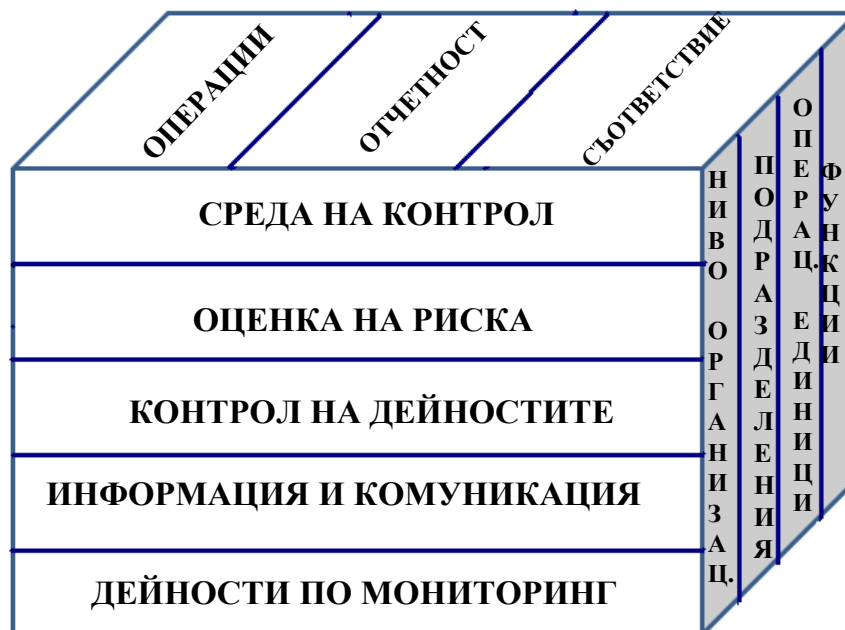 ОПЕРАЦИИ
ОТЧЕТНОСТ
СЪОТВЕТСТВИЕ
СРЕДА НА КОНТРОЛ
ОЦЕНКА НА РИСКА
КОНТРОЛ НА ДЕЙНОСТИТЕ
ИНФОРМАЦИЯ И КОМУНИКАЦИЯ
ДЕЙНОСТИ ПО МОНИТОРИНГ
НИВО ОРГАНИЗАЦ.
ПОДРАЗДЕЛЕНИЯ
ОПЕРАЦ. ЕДИНИЦИ
ФУНКЦИИ